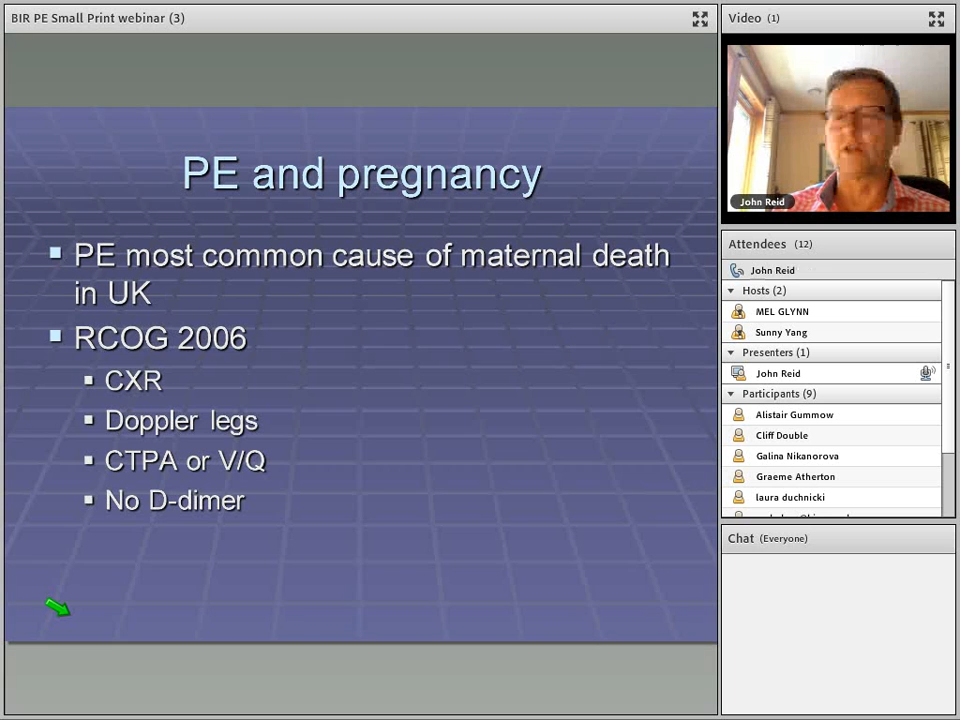 BIR PE Small Print webinar (3)
PE and pregnancy
PE most common cause of maternal death
in UK
RCOG 2006
CXR
Doppler legs
CTPA or V/Q
No D-dimer
Video (1)
John Reid
Attendees (12)
John Reid
Hosts (2)
MEL GLYNN
Sunny Yang
Presenters (1)
John Reid
Participants (9)
Alistair Gummow
Cliff Double
Galina Nikanorova
Graeme Atherton
laura duchnicki
Chat (Everyone)